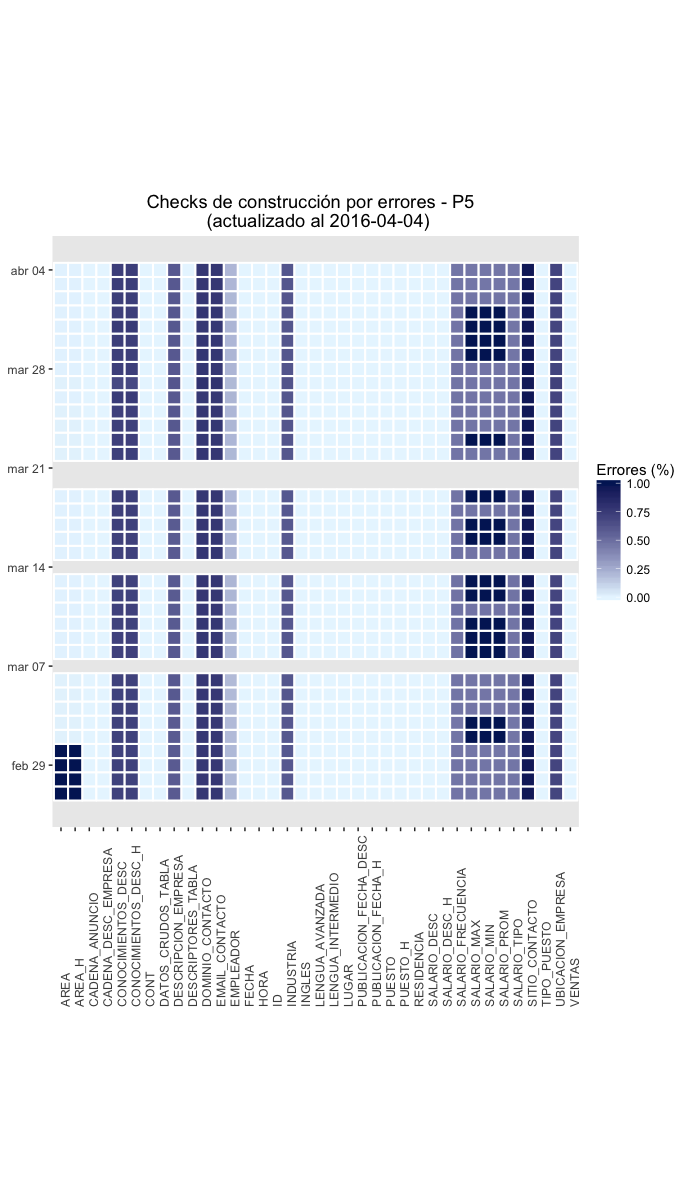 Checks de construcción por errores - P5
(actualizado al 2016-04-04)
abr 04
mar 28
mar 21
mar 14
mar 07
feb 29
Errores (%)
1.00
0.75
0.50
0.25
0.00
AREA
AREA_H
CADENA_ANUNCIO
CADENA_DESC_EMPRESA
CONOCIMIENTOS_DESC
CONOCIMIENTOS_DESC_H
CONT
DATOS_CRUDOS_TABLA
DESCRIPCION_EMPRESA
DESCRIPTORES_TABLA
DOMINIO_CONTACTO
EMAIL_CONTACTO
EMPLEADOR
FECHA
HORA
ID
INDUSTRIA
INGLES
LENGUA_AVANZADA
LENGUA_INTERMEDIO
LUGAR
PUBLICACION_FECHA_DESC
PUBLICACION_FECHA_H
PUESTO
PUESTO_H
RESIDENCIA
SALARIO_DESC
SALARIO_DESC_H
SALARIO_FRECUENCIA
SALARIO_MAX
SALARIO_MIN
SALARIO_PROM
SALARIO_TIPO
SITIO_CONTACTO
TIPO_PUESTO
UBICACION_EMPRESA
VENTAS